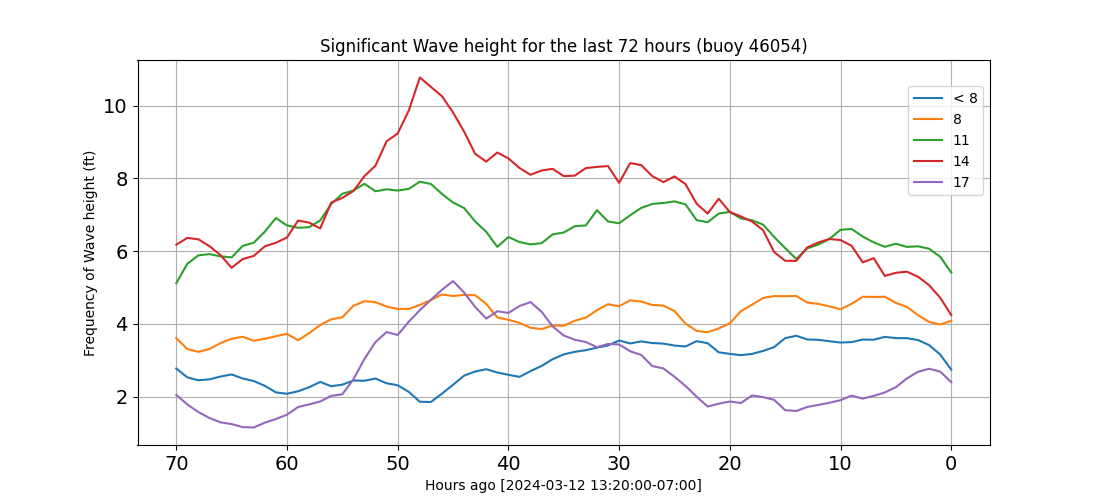 Significant Wave height for the last 72 hours (buoy 46054)
Frequency of Wave height (ft)
10
8
6
4
2
< 8
8
11
14
17
70 60 50 40 30 20 10 0
Hours ago [2024-03-12 13:20:00-07:00]